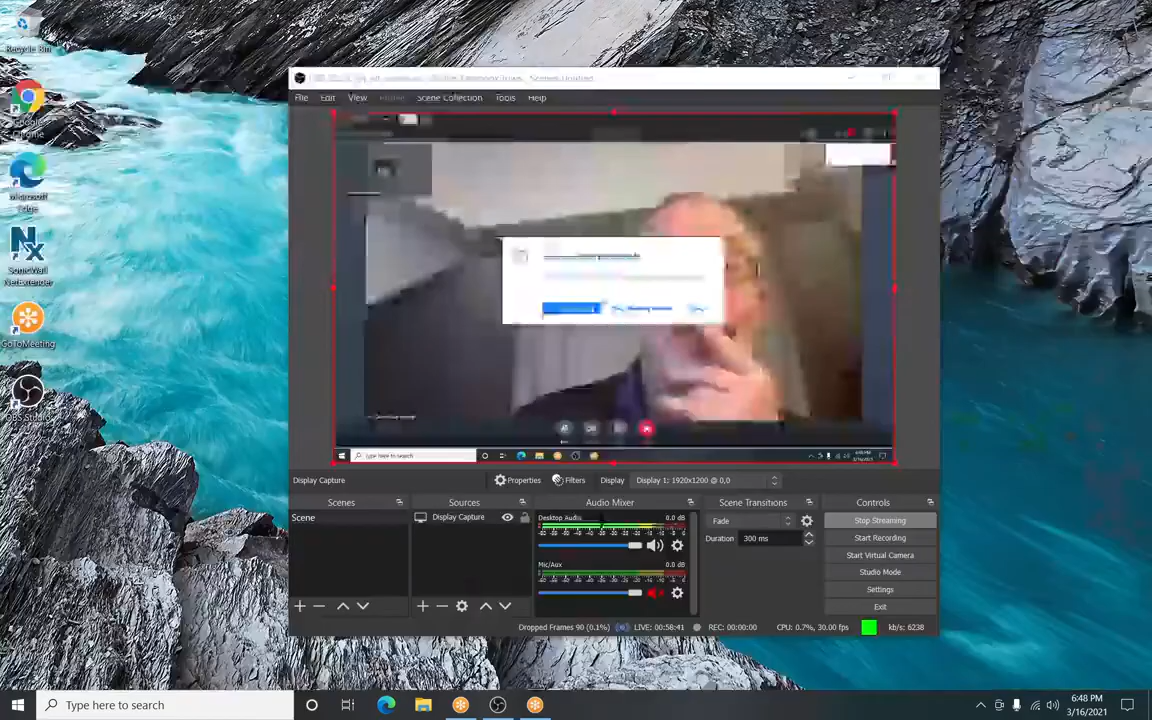 Recycle Bin
Google
Chrome
Microsoft
Edge
SonicWall
NetExtender
GoToMeeting
OBS Studio
File Edit View Scene Collection Tools Help
Type here to search
Display Capture Properties Filters Display Display 1: 1920x1200 @ 0,0
Scenes Sources Audio Mixer Scene Transitions Controls
Scene
Display Capture
Desktop Audio 0.0 dB
Mic/Aux 0.0 dB
Fade
Duration 300 ms
Stop Streaming
Start Recording
Start Virtual Camera
Studio Mode
Settings
Exit
Dropped Frames 90 (0.1%) LIVE: 00:58:41 REC: 00:00:00 CPU: 0.7%, 30.00 fps kb/s: 6238
Type here to search
6:48 PM
3/16/2021